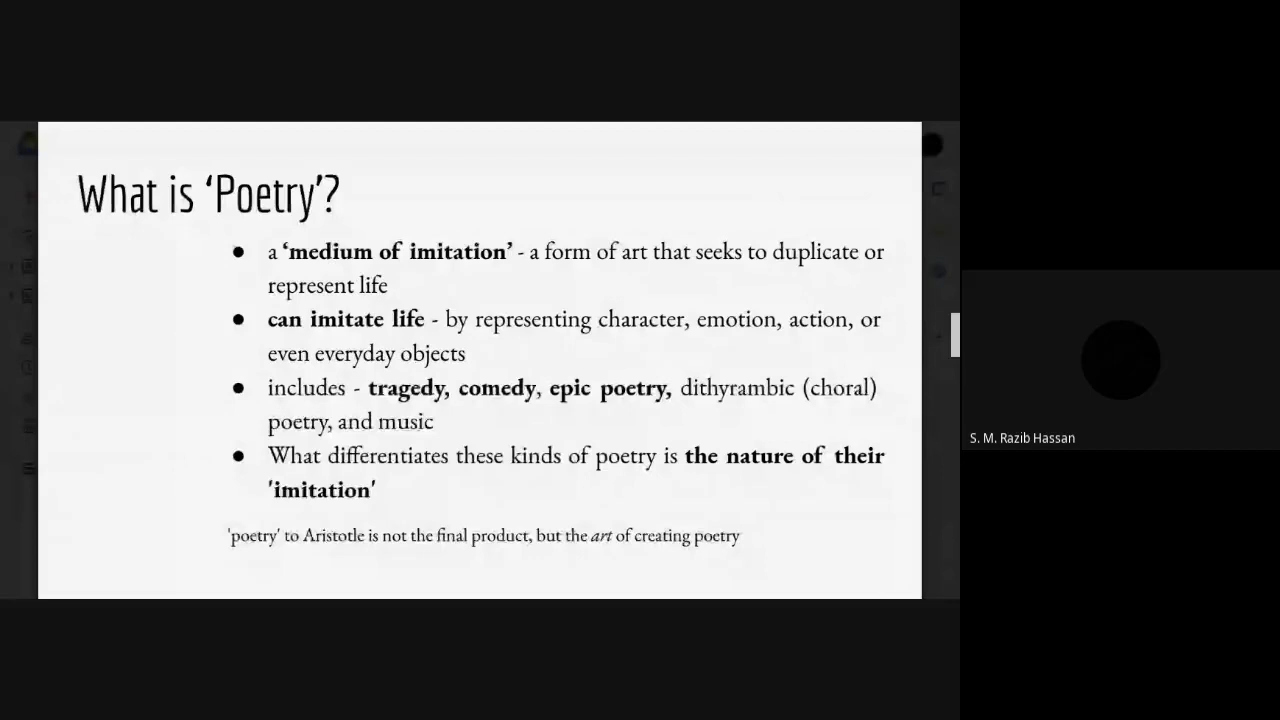 What is ‘Poetry’?
● a ‘medium of imitation’ - a form of art that seeks to duplicate or
represent life
● can imitate life - by representing character, emotion, action, or
even everyday objects
● includes - tragedy, comedy, epic poetry, dithyrambic (choral)
poetry, and music
● What differentiates these kinds of poetry is the nature of their
'imitation'
'poetry' to Aristotle is not the final product, but the art of creating poetry
S. M. Razib Hassan